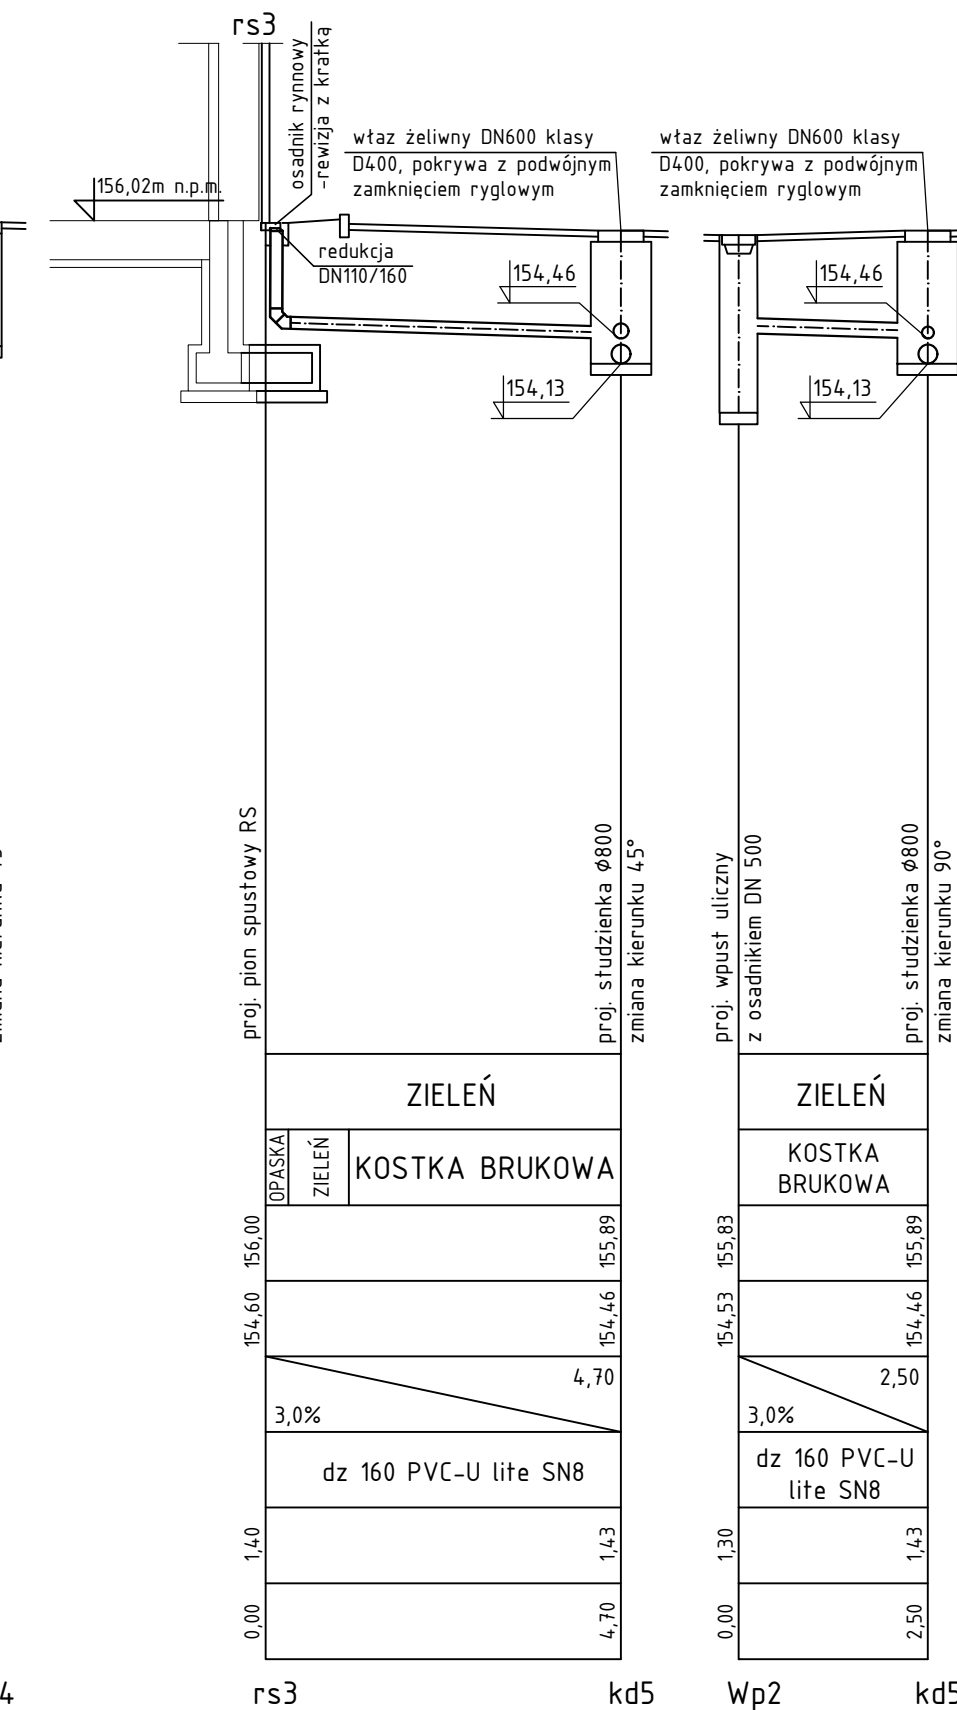 rs3
osadnik rynnowy
-rewizja z kratką
właz żeliwny DN600 klasy
D400, pokrywa z podwójnym
zamknięciem ryglowym
właz żeliwny DN600 klasy
D400, pokrywa z podwójnym
zamknięciem ryglowym
156,02m n.p.m.
redukcja
DN110/160
154,46
154,13
154,46
154,13
proj. pion spustowy RS
proj. studzienka ϕ800
zmiana kierunku 45°
proj. wpust uliczny
z osadnikiem DN 500
proj. studzienka ϕ800
zmiana kierunku 90°
ZIELEŃ
ZIELEŃ
OPASKA
ZIELEŃ
KOSTKA BRUKOWA
KOSTKA
BRUKOWA
156,00
155,89
155,83
155,89
154,60
154,46
154,53
154,46
4,70
3,0%
2,50
3,0%
dz 160 PVC-U lite SN8
dz 160 PVC-U
lite SN8
1,40
1,43
1,30
1,43
0,00
4,70
0,00
2,50
4
rs3
kd5
Wp2
kd5